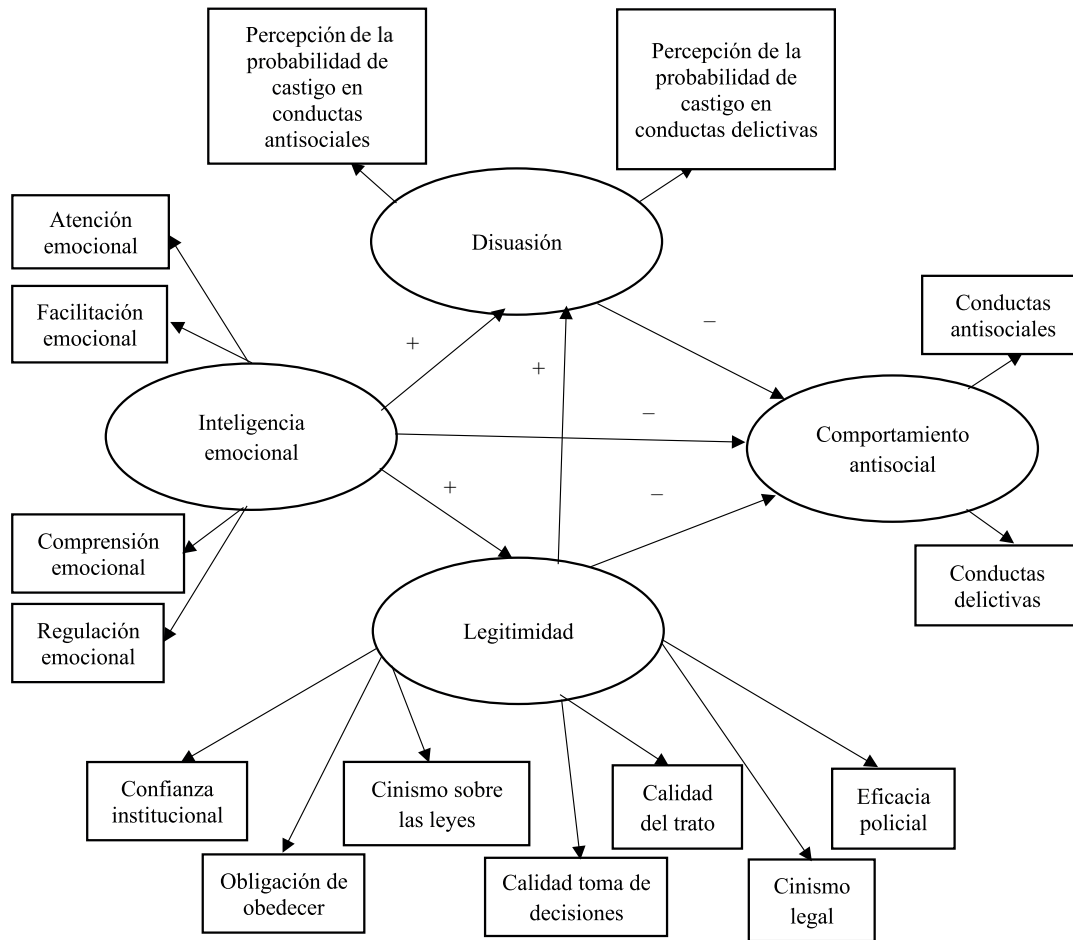 Percepción de la
probabilidad de
castigo en
conductas
antisociales
Percepción de la
probabilidad de
castigo en
conductas delictivas
Atención
emocional
Disuasión
Facilitación
emocional
Conductas
antisociales
+
–
+
–
Inteligencia
emocional
Comportamiento
antisocial
+
–
Comprensión
emocional
Conductas
delictivas
Regulación
emocional
Legitimidad
Confianza
institucional
Cinismo sobre
las leyes
Calidad
del trato
Eficacia
policial
Obligación de
obedecer
Calidad toma de
decisiones
Cinismo
legal